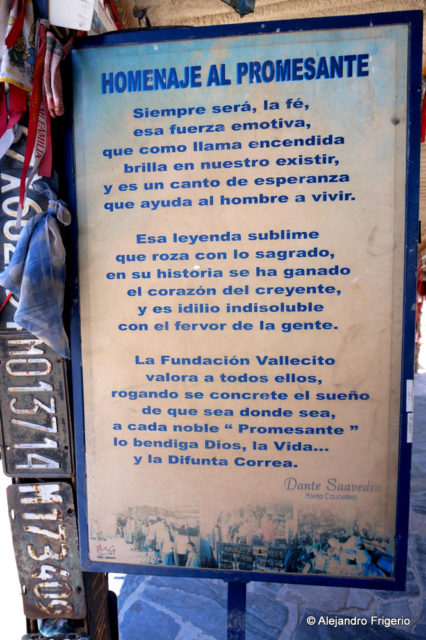 HOMENAJE AL PROMESANTE
Siempre será, la fé,
esa fuerza emotiva,
que como llama encendida
brilla en nuestro existir,
y es un canto de esperanza
que ayuda al hombre a vivir.
Esa leyenda sublime
que roza con lo sagrado,
en su historia se ha ganado
el corazón del creyente,
y es idilio indisoluble
con el fervor de la gente.
La Fundación Vallecito
valora a todos ellos,
rogando se concrete el sueño
de que sea donde sea,
a cada noble “ Promesante ”
lo bendiga Dios, la Vida...
y la Difunta Correa.
Dante Saavedra
Poeta Caucetero
M013714
M173409
© Alejandro Frigerio